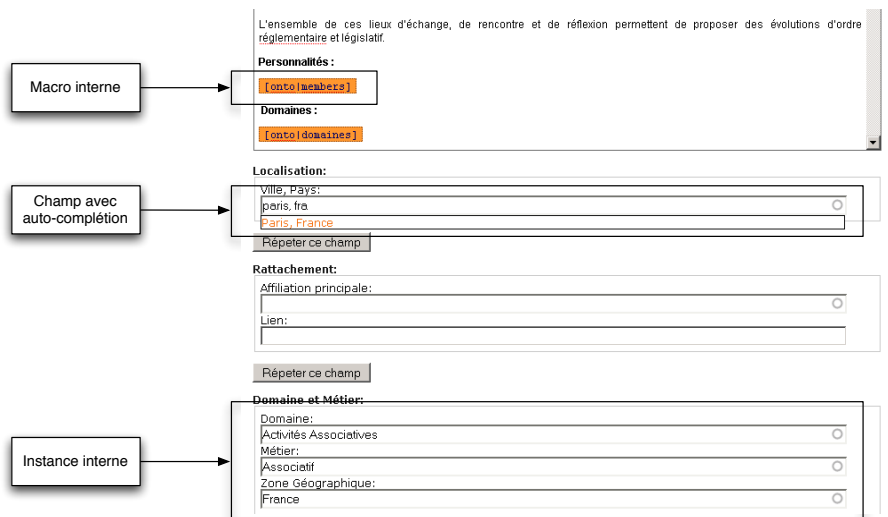 L'ensemble de ces lieux d'échange, de rencontre et de réflexion permettent de proposer des évolutions d'ordre
réglementaire et législatif.
Personnalités :
Macro interne
[onto|members]
Domaines :
[onto|domaines]
Localisation:
Ville, Pays:
Champ avec
auto-complétion
paris, fra
Paris, France
Répeter ce champ
Rattachement:
Affiliation principale:
Lien:
Répeter ce champ
Domaine et Métier:
Domaine:
Activités Associatives
Métier:
Instance interne
Associatif
Zone Géographique:
France